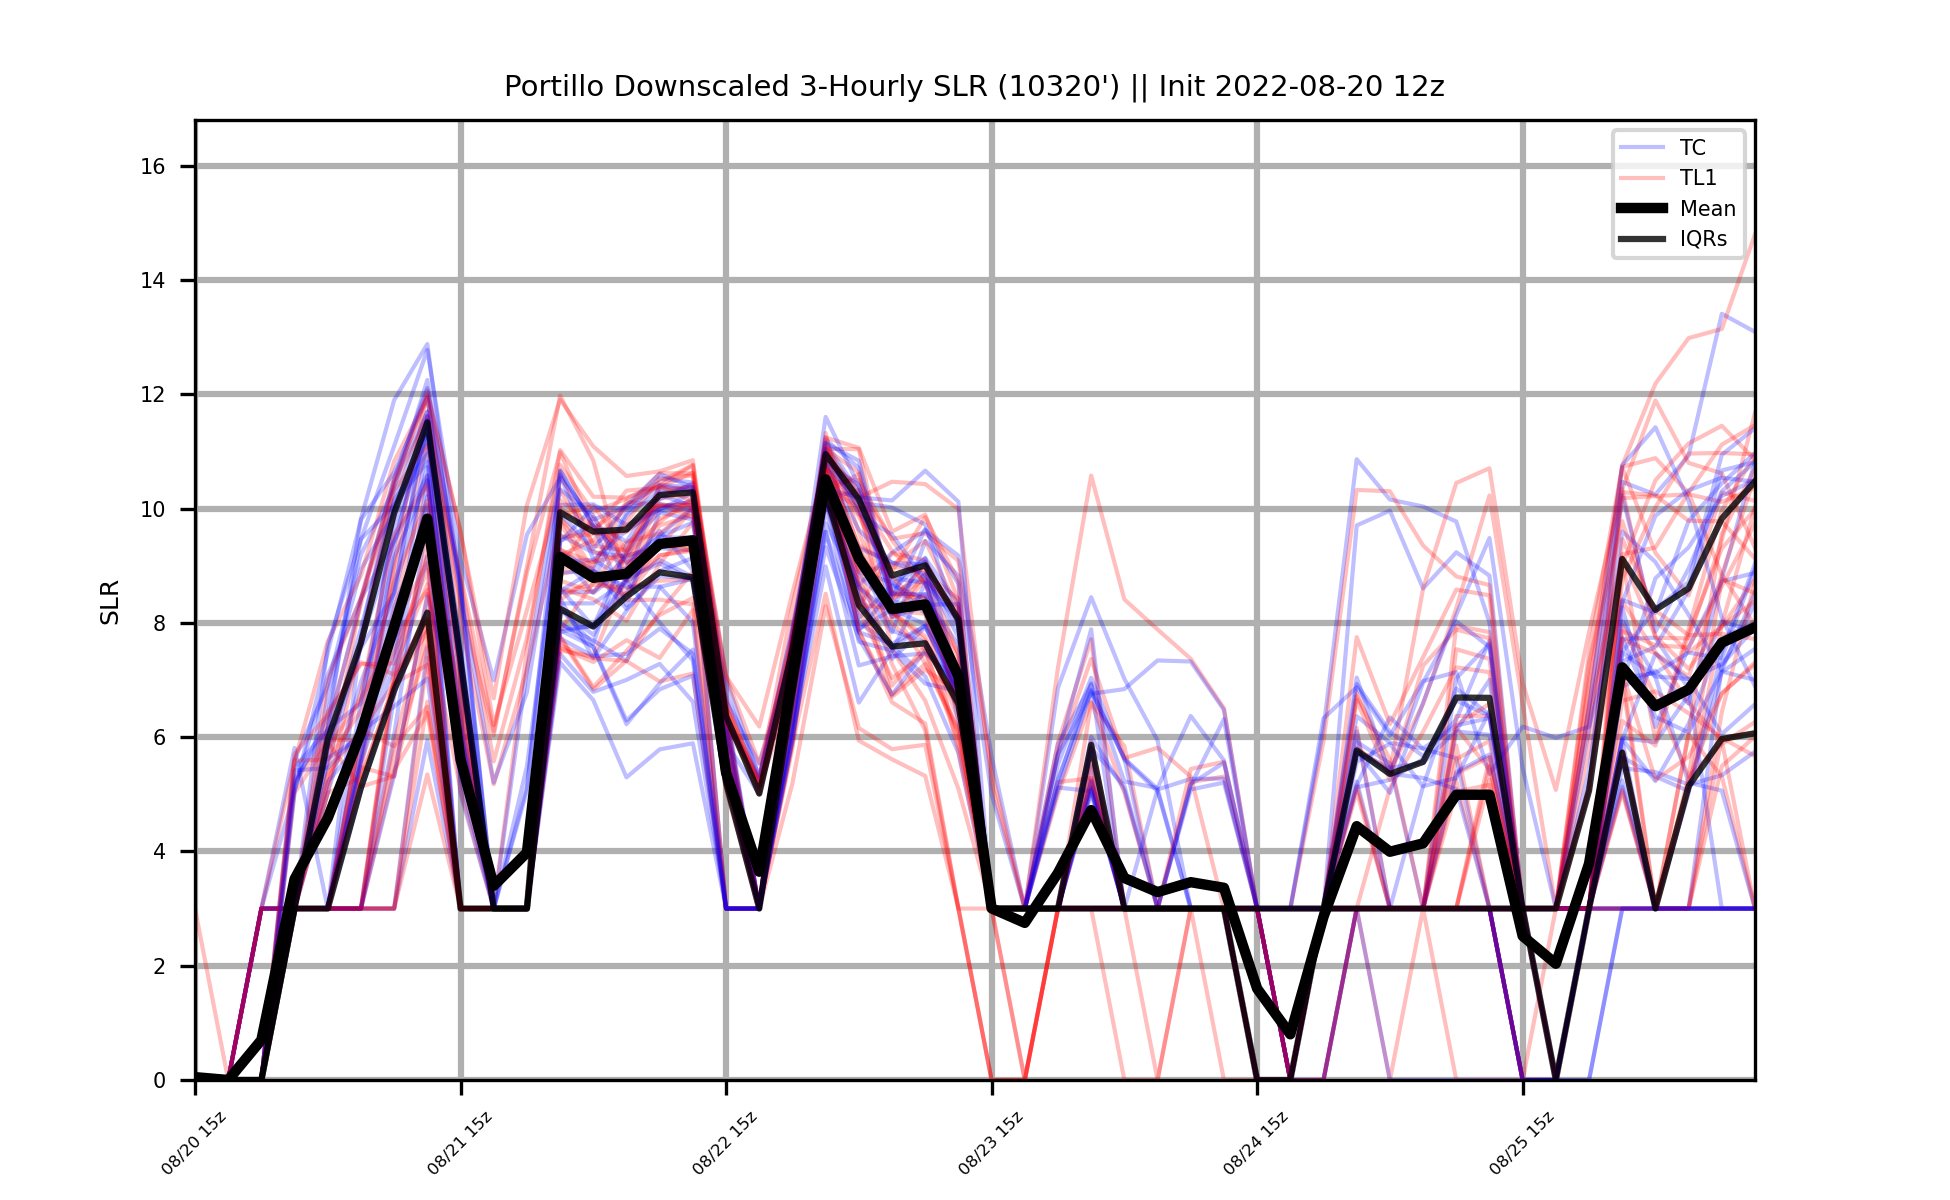 Portillo Downscaled 3-Hourly SLR (10320') || Init 2022-08-20 12z
TC
TL1
Mean
IQRs
SLR
16
14
12
10
8
6
4
2
0
08/20 15z
08/21 15z
08/22 15z
08/23 15z
08/24 15z
08/25 15z